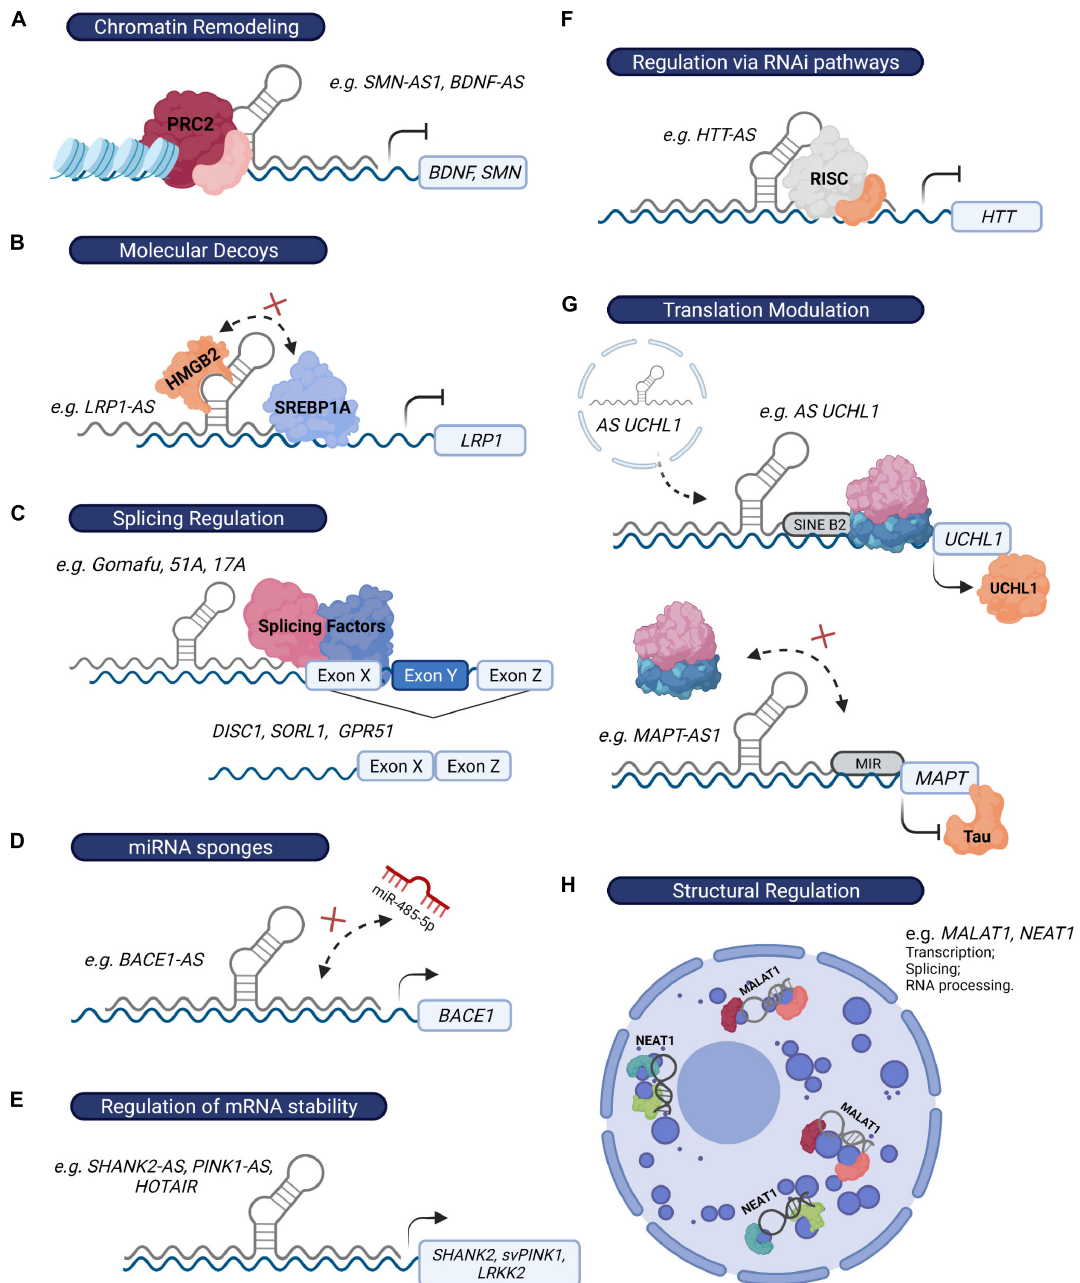 A
Chromatin Remodeling
e.g. SMN-AS1, BDNF-AS
PRC2
BDNF, SMN
B
Molecular Decoys
HMGB2
SREBP1A
e.g. LRP1-AS
LRP1
C
Splicing Regulation
e.g. Gomafu, 51A, 17A
Splicing Factors
Exon X
Exon Y
Exon Z
DISC1, SORL1, GPR51
Exon X
Exon Z
D
miRNA sponges
miR-485-5p
e.g. BACE1-AS
BACE1
E
Regulation of mRNA stability
e.g. SHANK2-AS, PINK1-AS,
HOTAIR
SHANK2, svPINK1,
LRKK2
F
Regulation via RNAi pathways
e.g. HTT-AS
RISC
HTT
G
Translation Modulation
AS UCHL1
e.g. AS UCHL1
SINE B2
UCHL1
UCHL1
e.g. MAPT-AS1
MIR
MAPT
Tau
H
Structural Regulation
e.g. MALAT1, NEAT1
Transcription;
Splicing;
RNA processing.
MALAT1
NEAT1
MALAT1
NEAT1